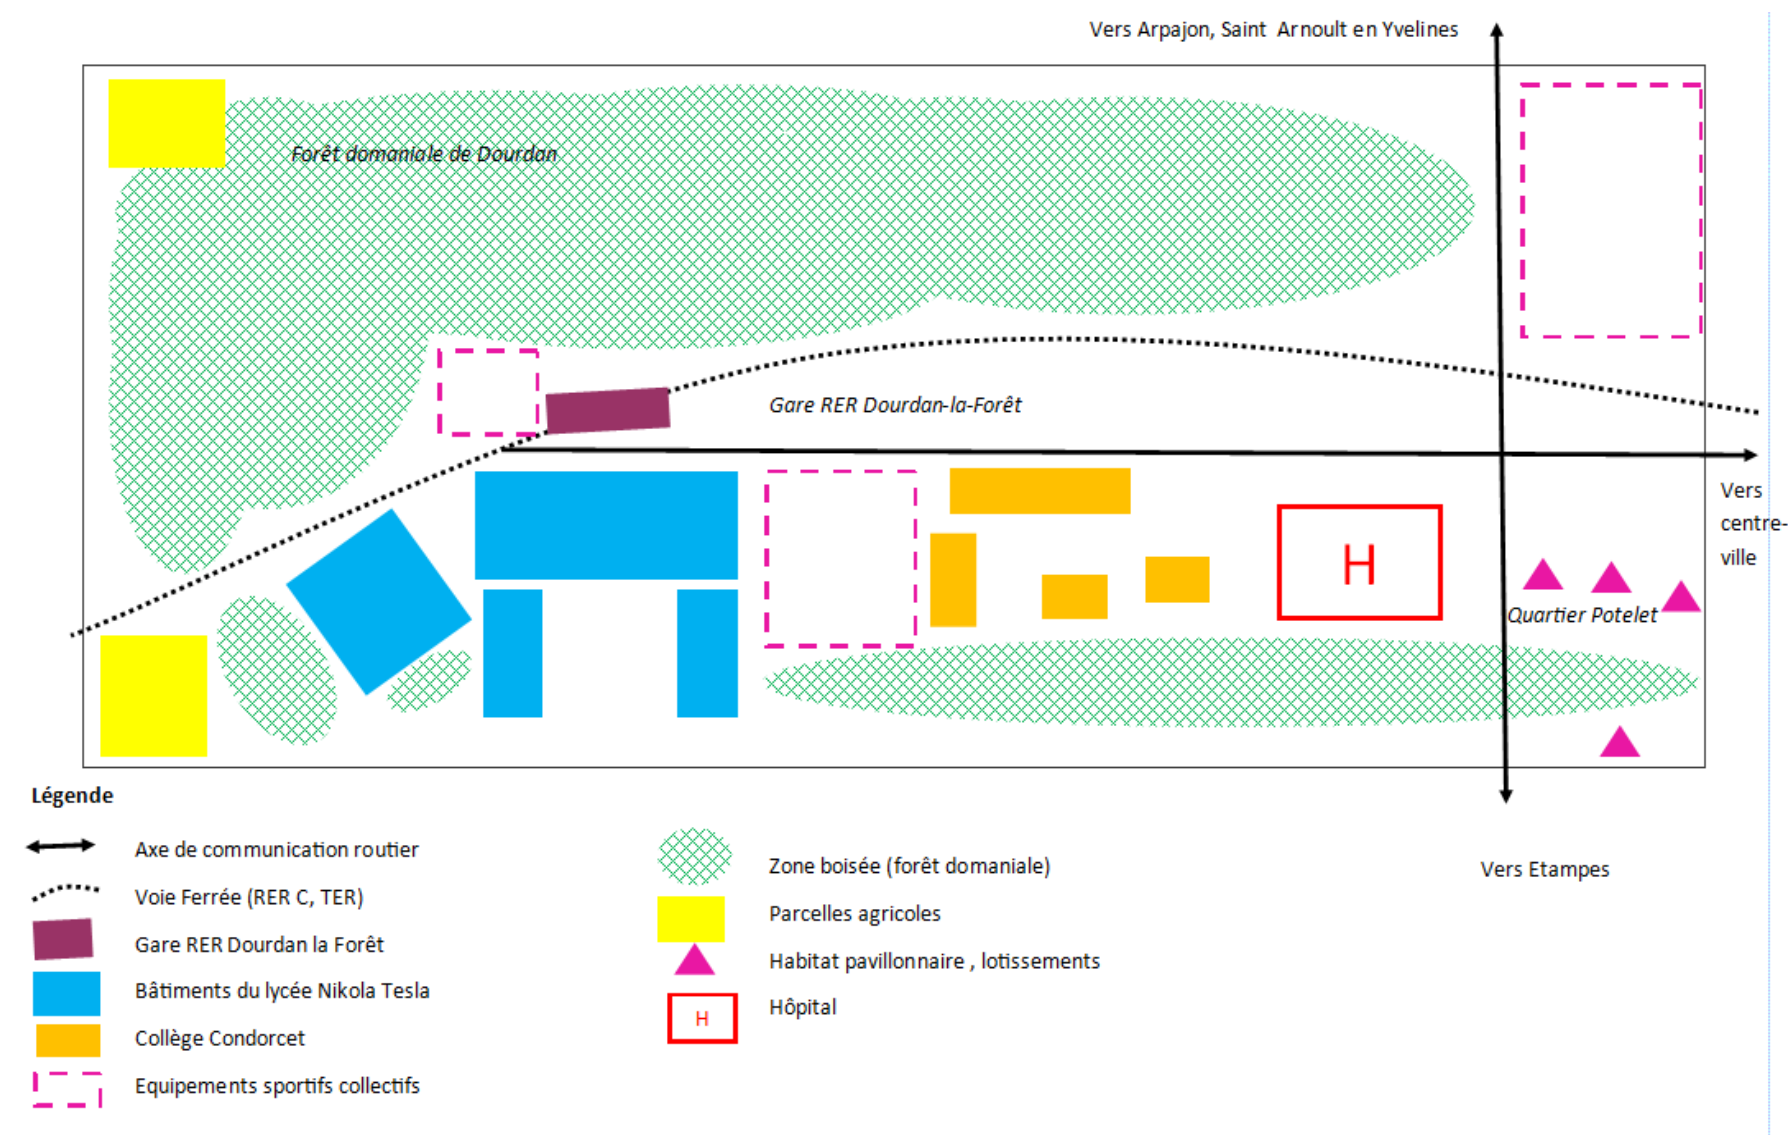 Vers Arpajon, Saint Arnoult en Yvelines
Forêt domaniale de Dourdan
Gare RER Dourdan-la-Forêt
Vers
centre-
ville
H
Quartier Potelet
Légende
Axe de communication routier
Voie Ferrée (RER C, TER)
Gare RER Dourdan la Forêt
Bâtiments du lycée Nikola Tesla
Collège Condorcet
Equipements sportifs collectifs
Zone boisée (forêt domaniale)
Parcelles agricoles
Habitat pavillonnaire , lotissements
H
Hôpital
Vers Etampes